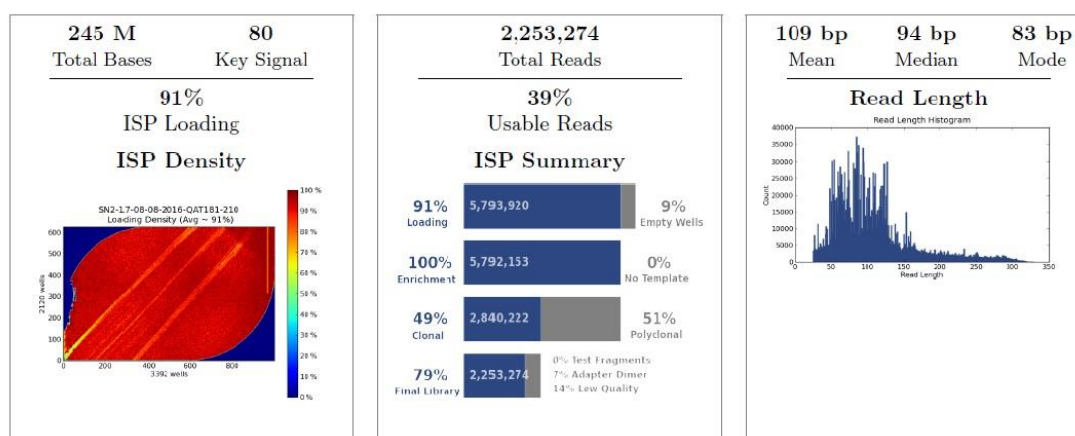 245 M 80
Total Bases Key Signal
91%
ISP Loading
ISP Density
SN2-17-08-08-2016-QAT181-210
Loading Density (Avg ~ 91%)
600
500
400
300
200
100
0
2120 wells
0 200 400 600 800
3392 wells
100%
90%
80%
70%
60%
50%
40%
30%
20%
10%
0%
2,253,274
Total Reads
39%
Usable Reads
ISP Summary
91% 5,793,920 9%
Loading Empty Wells
100% 5,792,153 0%
Enrichment No Template
49% 2,840,222 51%
Clonal Polyclonal
79% 2,253,274
Final Library
0% Test Fragments
7% Adapter Dimer
14% Low Quality
109 bp 94 bp 83 bp
Mean Median Mode
Read Length
Read Length Histogram
40000
35000
30000
25000
20000
15000
10000
5000
0
Count
0 50 100 150 200 250 300 350
Read Length